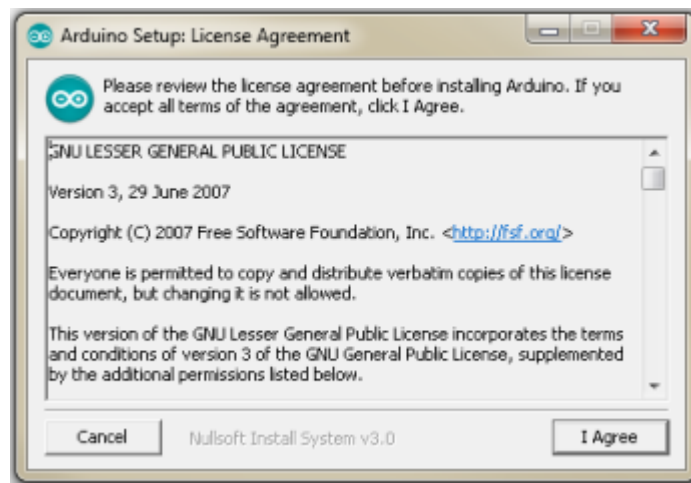 Arduino Setup: License Agreement
Please review the license agreement before installing Arduino. If you
accept all terms of the agreement, click I Agree.
GNU LESSER GENERAL PUBLIC LICENSE
Version 3, 29 June 2007
Copyright (C) 2007 Free Software Foundation, Inc. <http://fsf.org/>
Everyone is permitted to copy and distribute verbatim copies of this license
document, but changing it is not allowed.
This version of the GNU Lesser General Public License incorporates the terms
and conditions of version 3 of the GNU General Public License, supplemented
by the additional permissions listed below.
Cancel Nullsoft Install System v3.0 I Agree